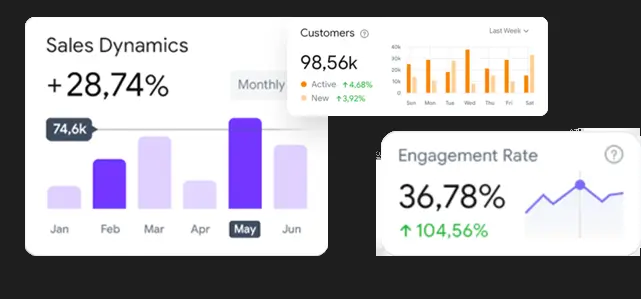 Sales Dynamics
+28,74%
Monthly
74,6k
Jan Feb Mar Apr May Jun
Customers ?
Last Week
98,56k
Active ↑4,68%
New ↑3,92%
40k
30k
20k
10k
0
Sun Mon Tue Wed Thu Fri Sat
Engagement Rate ?
36,78%
↑ 104,56%